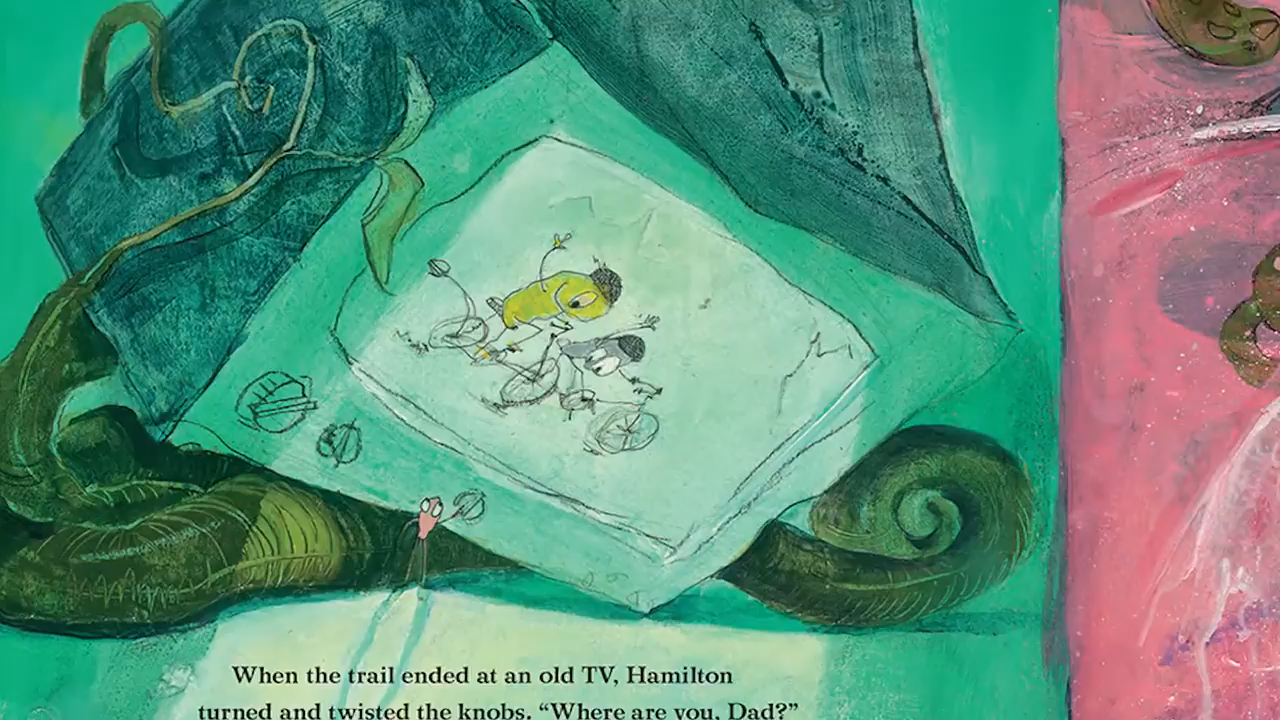 When the trail ended at an old TV, Hamilton
turned and twisted the knobs. “Where are you, Dad?”